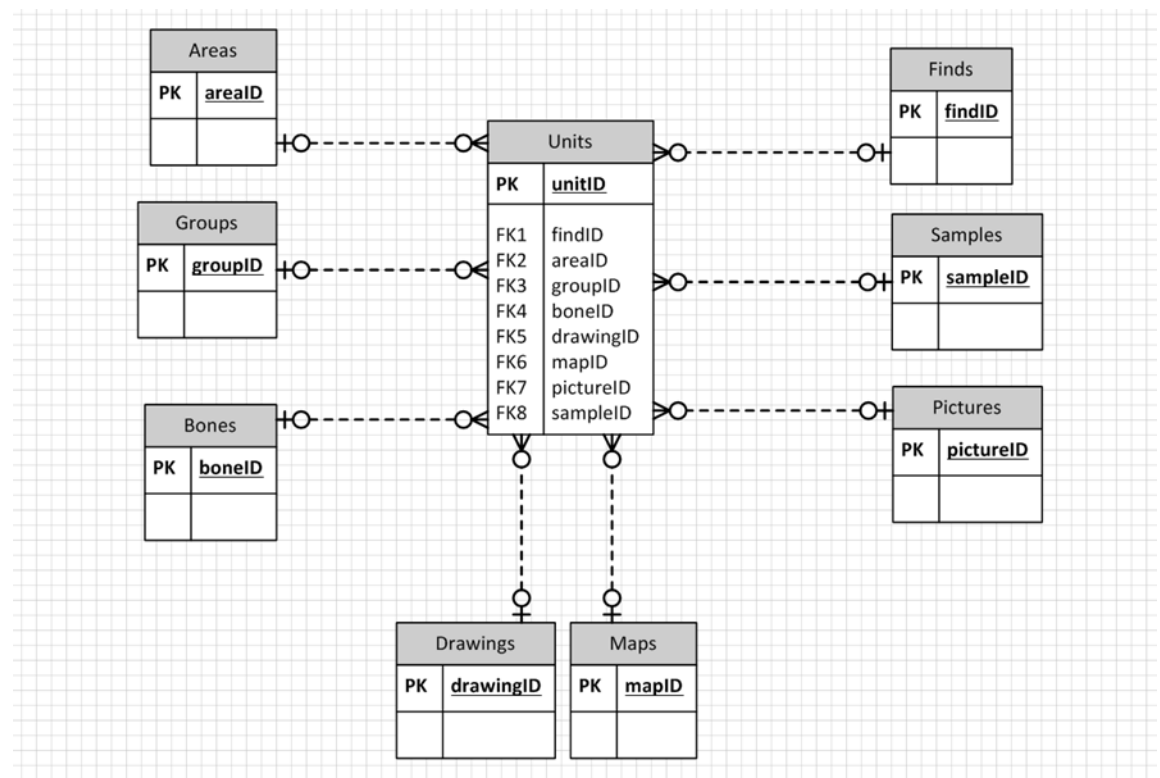 Areas
PK areaID
Groups
PK groupID
Bones
PK boneID
Units
PK unitID
FK1 findID
FK2 areaID
FK3 groupID
FK4 boneID
FK5 drawingID
FK6 mapID
FK7 pictureID
FK8 sampleID
Finds
PK findID
Samples
PK sampleID
Pictures
PK pictureID
Drawings
PK drawingID
Maps
PK mapID